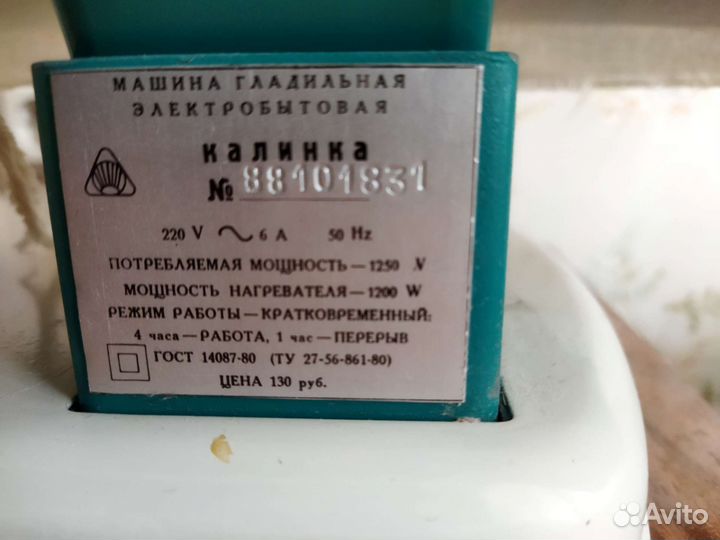 МАШИНА ГЛАДИЛЬНАЯ
ЭЛЕКТРОБЫТОВАЯ
КАЛИНКА
№ 88101831
220 V ~ 6 А 50 Hz
ПОТРЕБЛЯЕМАЯ МОЩНОСТЬ — 1250 W
МОЩНОСТЬ НАГРЕВАТЕЛЯ — 1200 W
РЕЖИМ РАБОТЫ — КРАТКОВРЕМЕННЫЙ:
4 часа — РАБОТА, 1 час — ПЕРЕРЫВ
ГОСТ 14087-80 (ТУ 27-56-861-80)
ЦЕНА 130 руб.
Avito